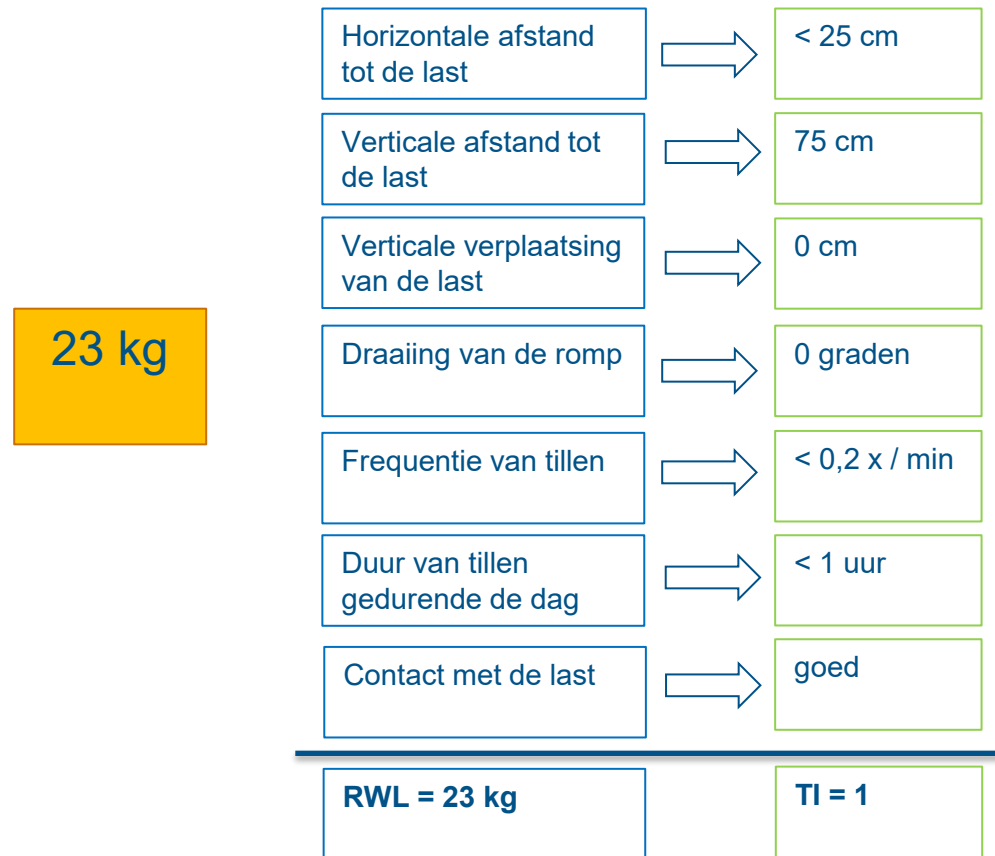 Horizontale afstand
tot de last
< 25 cm
Verticale afstand tot
de last
75 cm
Verticale verplaatsing
van de last
0 cm
23 kg
Draaiing van de romp
0 graden
Frequentie van tillen
< 0,2 x / min
Duur van tillen
gedurende de dag
< 1 uur
Contact met de last
goed
RWL = 23 kg
TI = 1